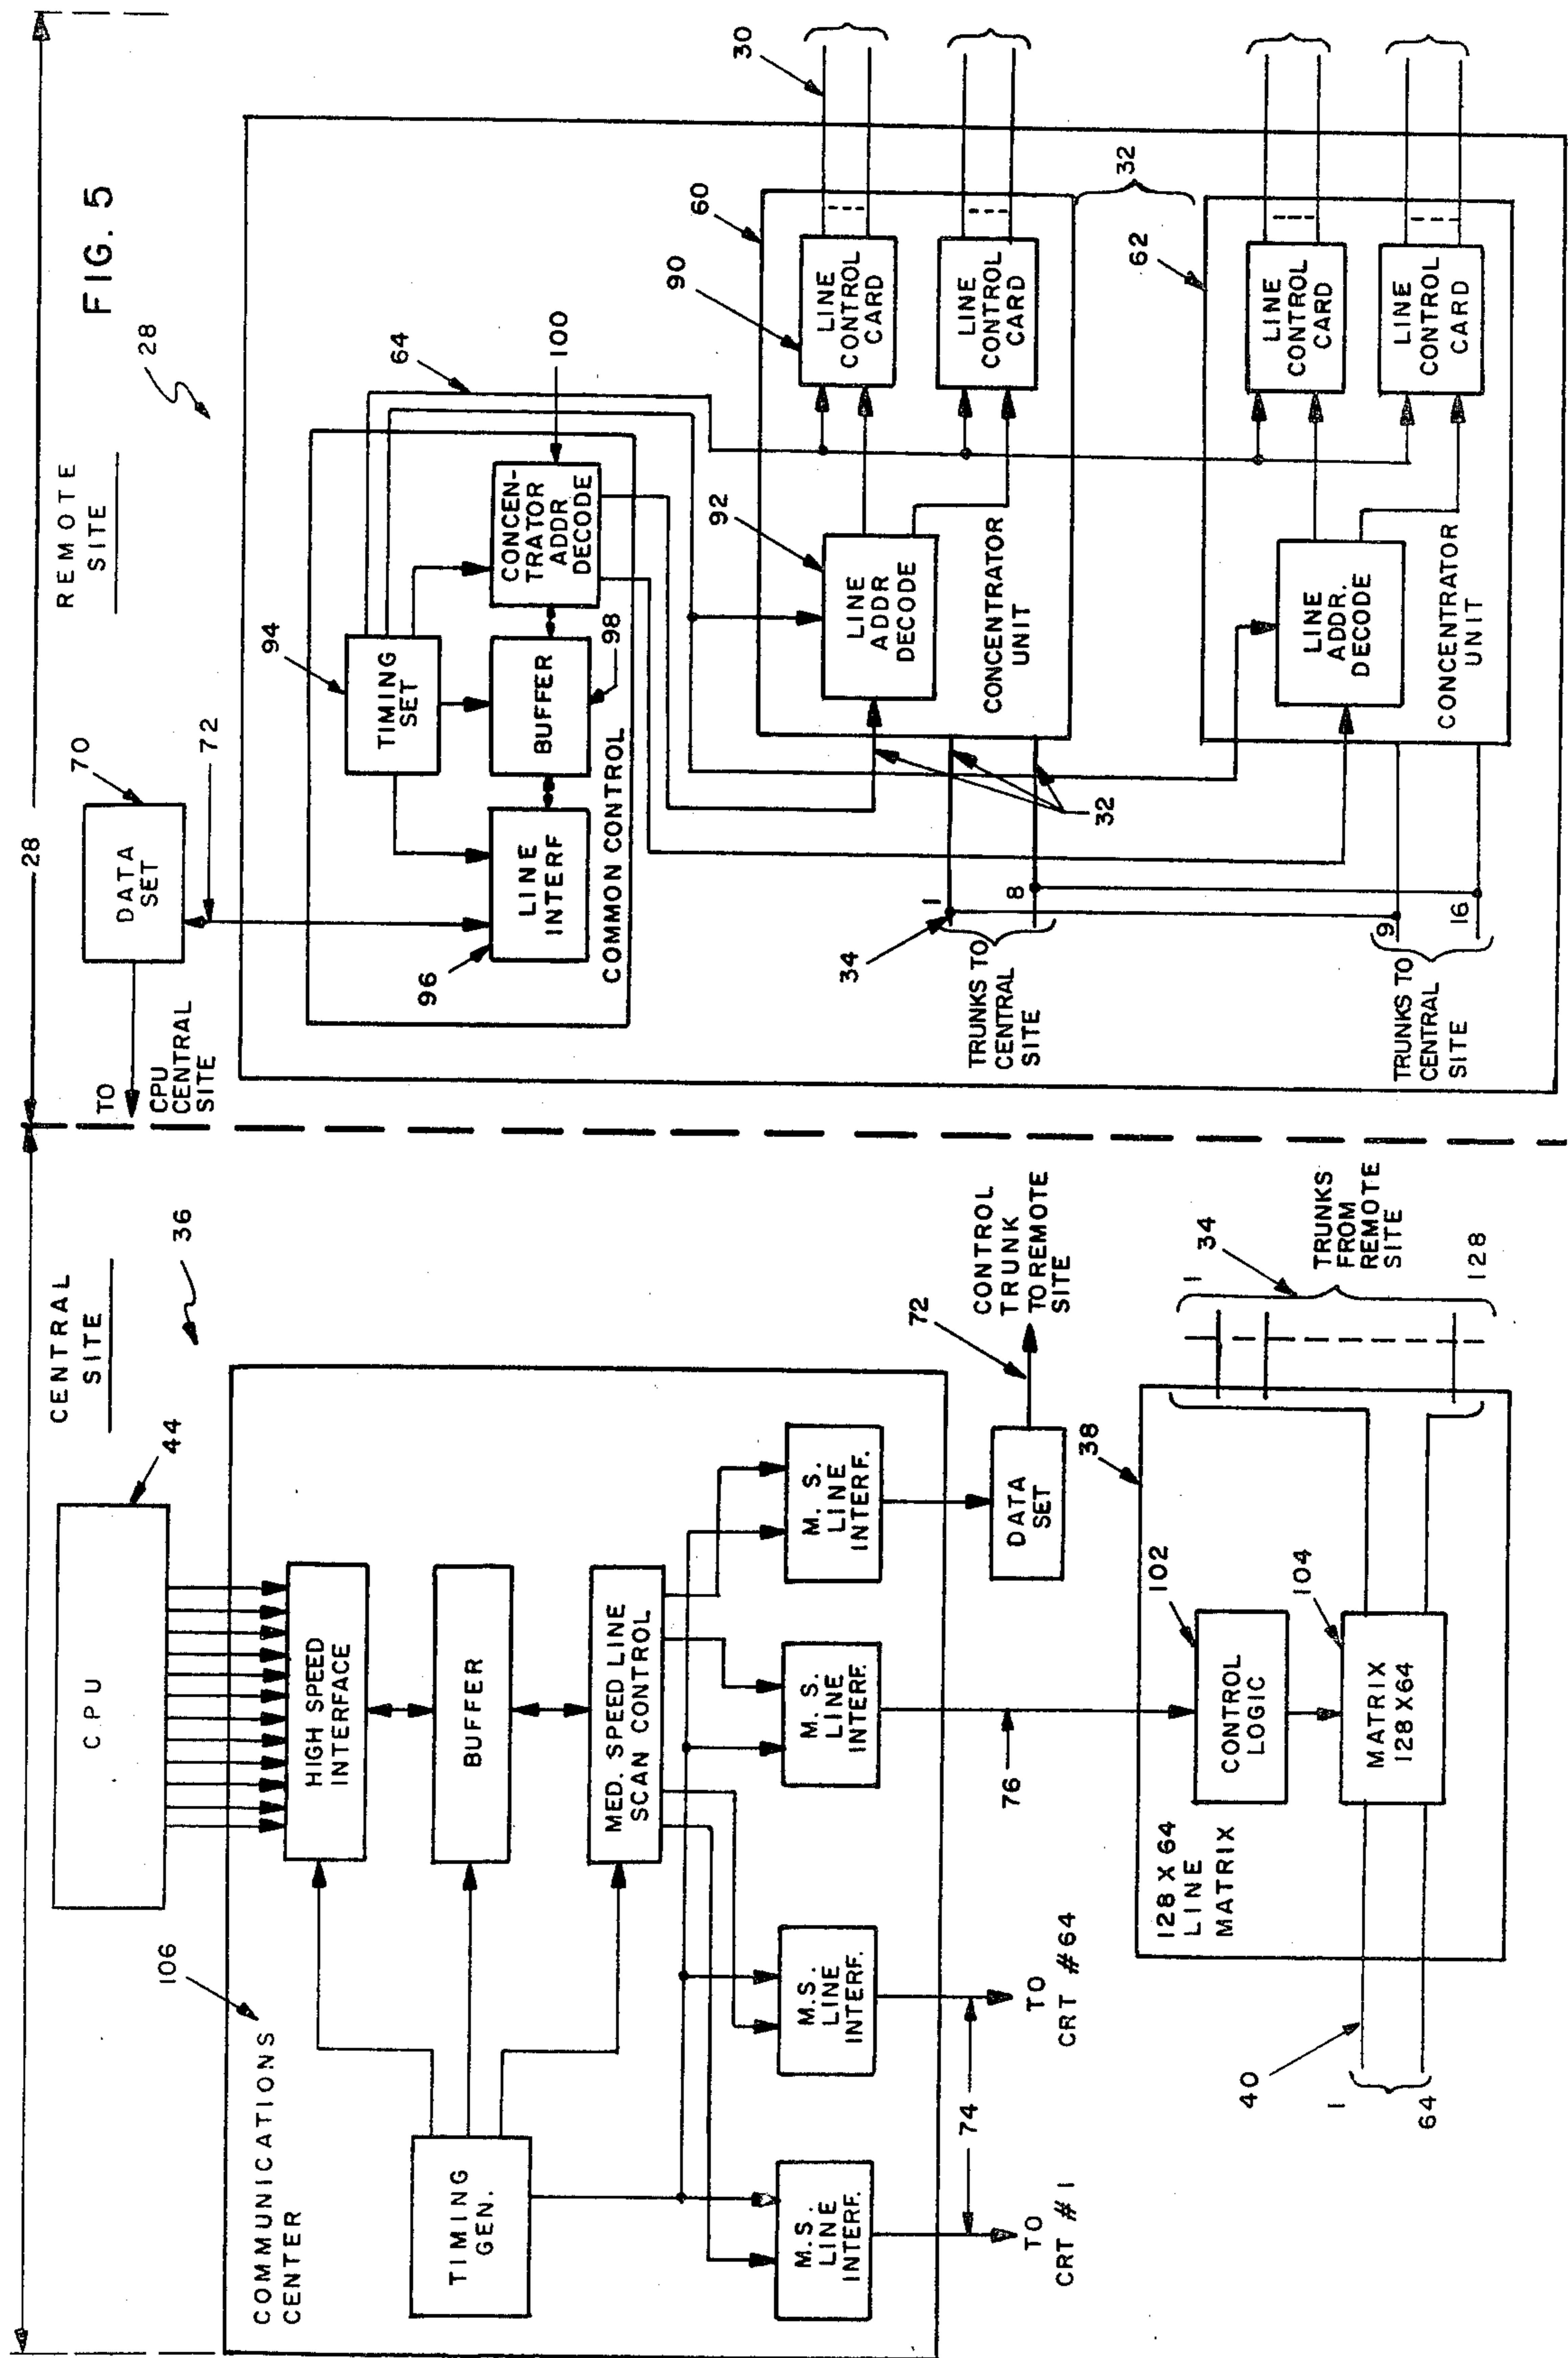 FIG. 5
28
REMOTE
SITE
28
70
DATA
SET
72
TO
CPU
CENTRAL
SITE
94
TIMING
SET
64
100
CONCEN-
TRATOR
ADDR
DECODE
BUFFER
98
LINE
INTERF
96
COMMON CONTROL
30
60
90
LINE
CONTROL
CARD
LINE
CONTROL
CARD
92
LINE
ADDR
DECODE
CONCENTRATOR
UNIT
32
32
34
1
8
TRUNKS TO
CENTRAL
SITE
62
LINE
CONTROL
CARD
LINE
CONTROL
CARD
LINE
ADDR.
DECODE
CONCENTRATOR
UNIT
9
16
TRUNKS TO
CENTRAL
SITE
CENTRAL
SITE
36
44
CPU
106
COMMUNICATIONS
CENTER
HIGH SPEED
INTERFACE
BUFFER
MED. SPEED LINE
SCAN CONTROL
TIMING
GEN.
M.S.
LINE
INTERF.
M.S.
LINE
INTERF.
M.S.
LINE
INTERF.
M.S.
LINE
INTERF.
74
TO
CRT #1
TO
CRT #64
76
DATA
SET
72
CONTROL
TRUNK
TO REMOTE
SITE
38
128 X 64
LINE
MATRIX
102
CONTROL
LOGIC
104
MATRIX
128 X 64
40
1
64
34
1
TRUNKS
FROM
REMOTE
SITE
128